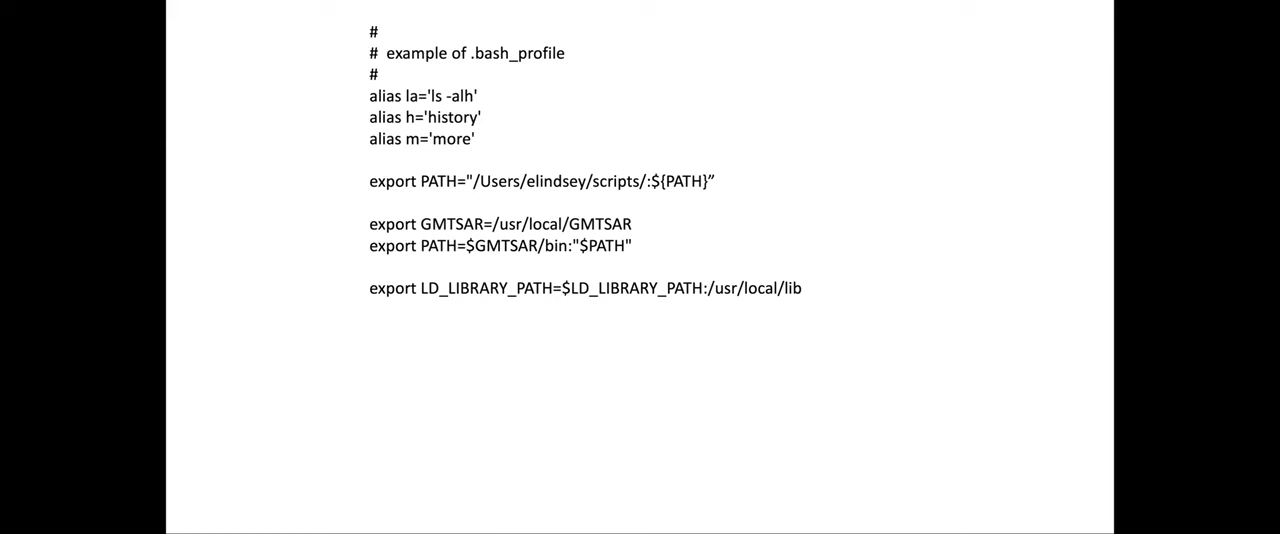 #
# example of .bash_profile
#
alias la='ls -alh'
alias h='history'
alias m='more'
export PATH="/Users/elindsey/scripts/:${PATH}”
export GMTSAR=/usr/local/GMTSAR
export PATH=$GMTSAR/bin:"$PATH"
export LD_LIBRARY_PATH=$LD_LIBRARY_PATH:/usr/local/lib